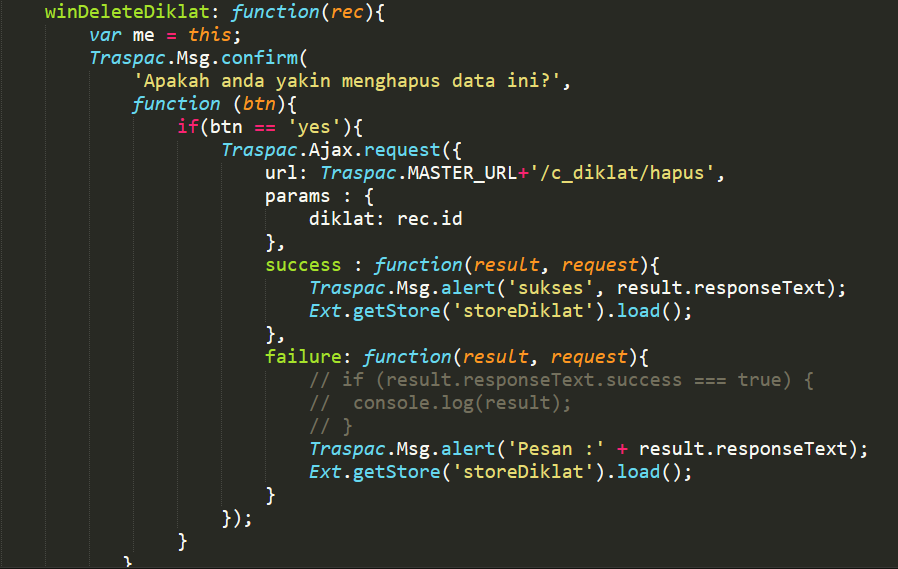 winDeleteDiklat: function(rec){
var me = this;
Traspac.Msg.confirm(
'Apakah anda yakin menghapus data ini?',
function (btn){
if(btn == 'yes'){
Traspac.Ajax.request({
url: Traspac.MASTER_URL+'/c_diklat/hapus',
params : {
diklat: rec.id
},
success : function(result, request){
Traspac.Msg.alert('sukses', result.responseText);
Ext.getStore('storeDiklat').load();
},
failure: function(result, request){
// if (result.responseText.success === true) {
//  console.log(result);
// }
Traspac.Msg.alert('Pesan :' + result.responseText);
Ext.getStore('storeDiklat').load();
}
});
}
}